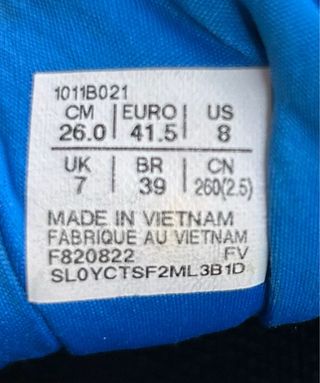 1011B021
CM EURO US
26.0 41.5 8
UK BR CN
7 39 260(2.5)
MADE IN VIETNAM
FABRIQUE AU VIETNAM
F820822 FV
SL0YCTSF2ML3B1D